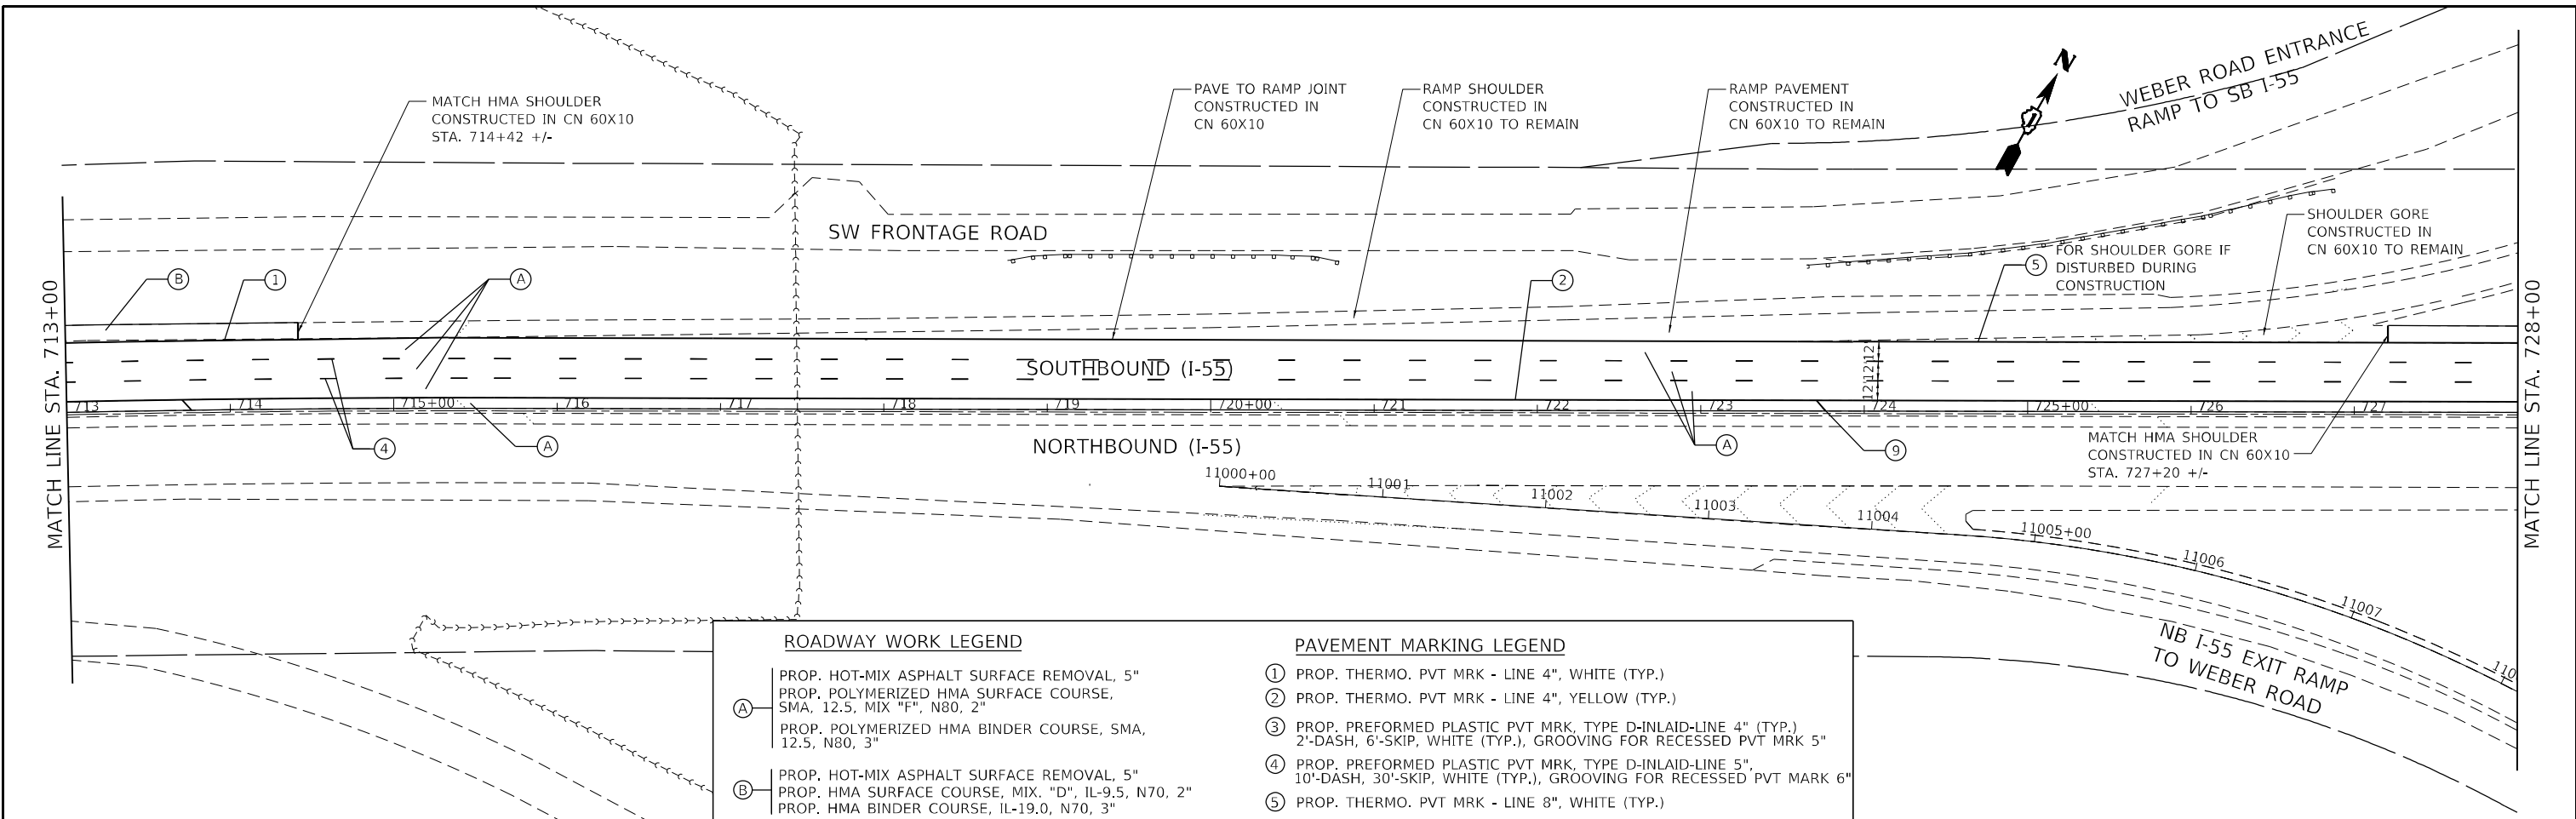 MATCH HMA SHOULDER
CONSTRUCTED IN CN 60X10
STA. 714+42 +/-
PAVE TO RAMP JOINT
CONSTRUCTED IN
CN 60X10
RAMP SHOULDER
CONSTRUCTED IN
CN 60X10 TO REMAIN
RAMP PAVEMENT
CONSTRUCTED IN
CN 60X10 TO REMAIN
N
WEBER ROAD ENTRANCE
RAMP TO SB I-55
SHOULDER GORE
CONSTRUCTED IN
CN 60X10 TO REMAIN
SW FRONTAGE ROAD
5 FOR SHOULDER GORE IF
DISTURBED DURING
CONSTRUCTION
B
1
A
2
MATCH LINE STA. 713+00
MATCH LINE STA. 728+00
SOUTHBOUND (I-55)
12'
12'
12'
12'
713 714 715+00 716 717 718 719 720+00 721 722 723 724 725+00 726 727
4
A
NORTHBOUND (I-55)
A
9
MATCH HMA SHOULDER
CONSTRUCTED IN CN 60X10
STA. 727+20 +/-
11000+00 11001 11002 11003 11004 11005+00 11006 11007 110
NB I-55 EXIT RAMP
TO WEBER ROAD
ROADWAY WORK LEGEND
A
PROP. HOT-MIX ASPHALT SURFACE REMOVAL, 5"
PROP. POLYMERIZED HMA SURFACE COURSE,
SMA, 12.5, MIX "F", N80, 2"
PROP. POLYMERIZED HMA BINDER COURSE, SMA,
12.5, N80, 3"
B
PROP. HOT-MIX ASPHALT SURFACE REMOVAL, 5"
PROP. HMA SURFACE COURSE, MIX. "D", IL-9.5, N70, 2"
PROP. HMA BINDER COURSE, IL-19.0, N70, 3"
PAVEMENT MARKING LEGEND
1 PROP. THERMO. PVT MRK - LINE 4", WHITE (TYP.)
2 PROP. THERMO. PVT MRK - LINE 4", YELLOW (TYP.)
3 PROP. PREFORMED PLASTIC PVT MRK, TYPE D-INLAID-LINE 4" (TYP.)
2'-DASH, 6'-SKIP, WHITE (TYP.), GROOVING FOR RECESSED PVT MRK 5"
4 PROP. PREFORMED PLASTIC PVT MRK, TYPE D-INLAID-LINE 5",
10'-DASH, 30'-SKIP, WHITE (TYP.), GROOVING FOR RECESSED PVT MARK 6"
5 PROP. THERMO. PVT MRK - LINE 8", WHITE (TYP.)